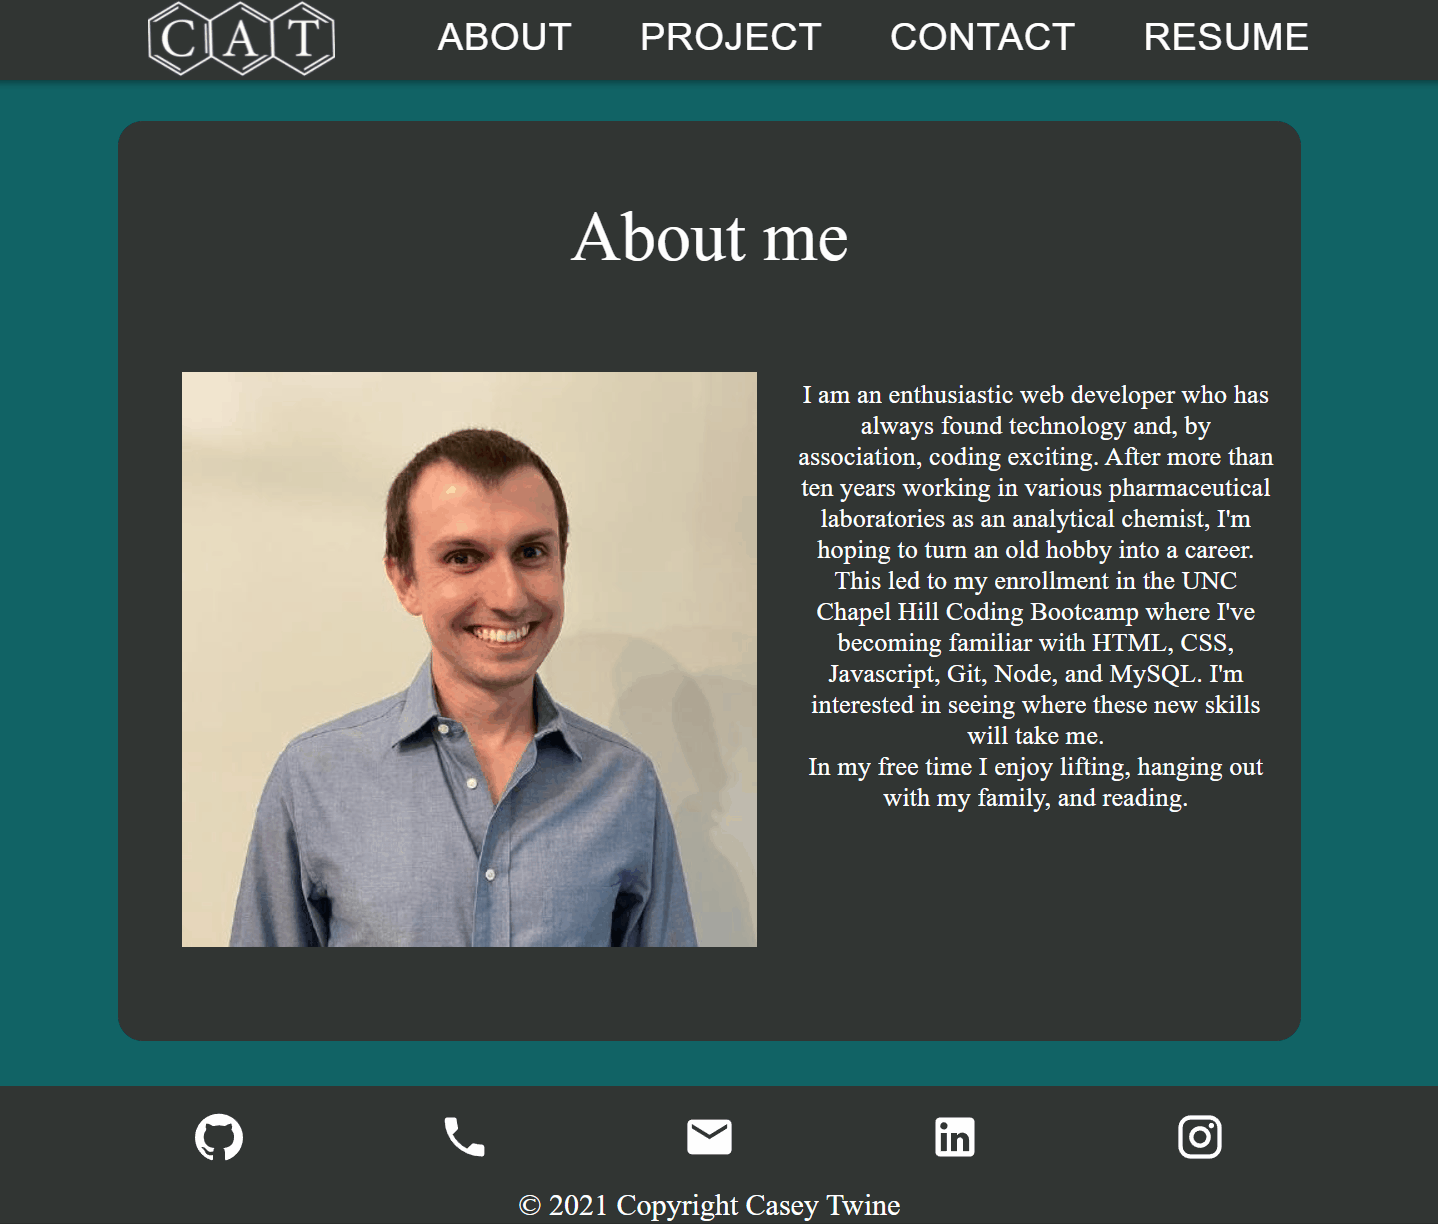 CAT
ABOUT
PROJECT
CONTACT
RESUME
About me
I am an enthusiastic web developer who has
always found technology and, by
association, coding exciting. After more than
ten years working in various pharmaceutical
laboratories as an analytical chemist, I'm
hoping to turn an old hobby into a career.
This led to my enrollment in the UNC
Chapel Hill Coding Bootcamp where I've
becoming familiar with HTML, CSS,
Javascript, Git, Node, and MySQL. I'm
interested in seeing where these new skills
will take me.
In my free time I enjoy lifting, hanging out
with my family, and reading.
in
© 2021 Copyright Casey Twine